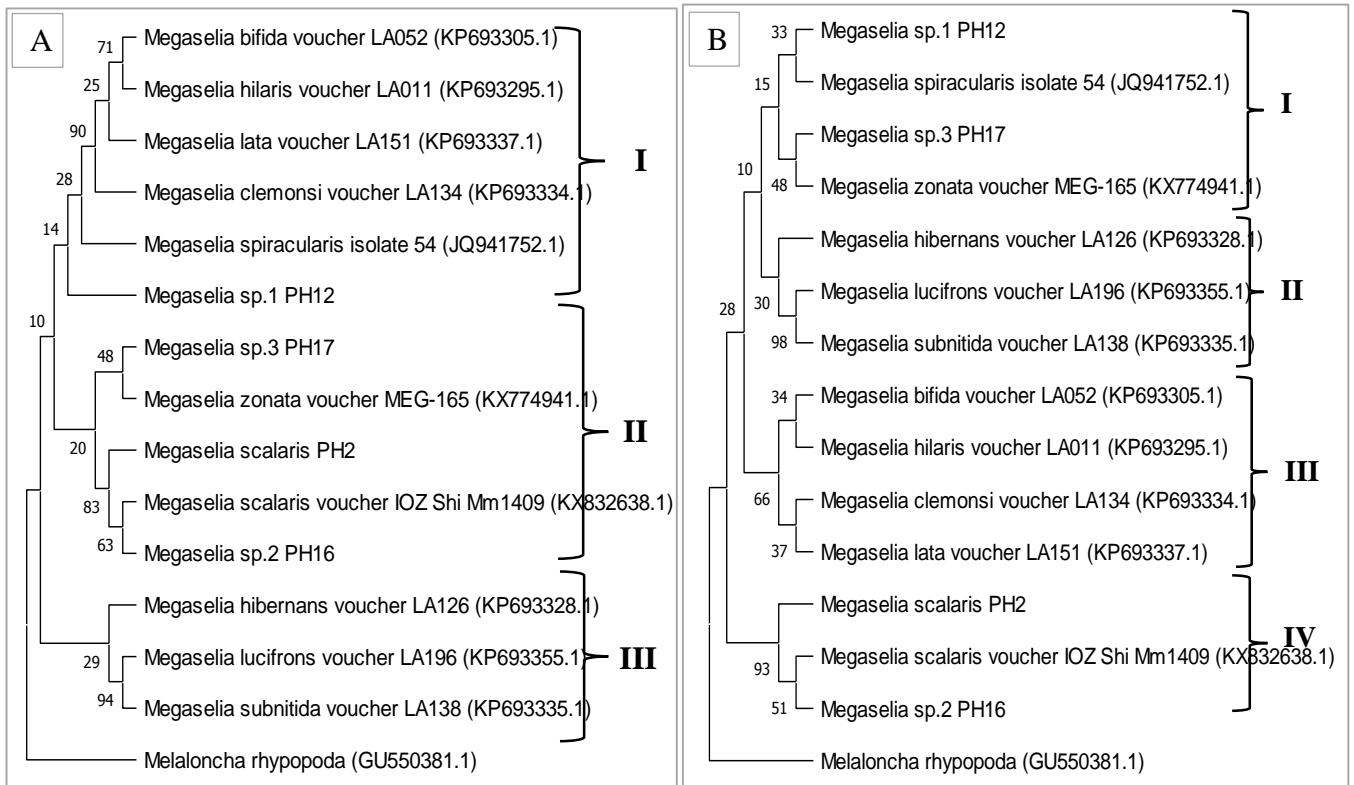 A
Megaselia bifida voucher LA052 (KP693305.1)
Megaselia hilaris voucher LA011 (KP693295.1)
Megaselia lata voucher LA151 (KP693337.1)
Megaselia clemonsi voucher LA134 (KP693334.1)
Megaselia spiracularis isolate 54 (JQ941752.1)
Megaselia sp.1 PH12
Megaselia sp.3 PH17
Megaselia zonata voucher MEG-165 (KX774941.1)
Megaselia scalaris PH2
Megaselia scalaris voucher IOZ Shi Mm1409 (KX832638.1)
Megaselia sp.2 PH16
Megaselia hibernans voucher LA126 (KP693328.1)
Megaselia lucifrons voucher LA196 (KP693355.1)
Megaselia subnitida voucher LA138 (KP693335.1)
Melaloncha rhypopoda (GU550381.1)
71
25
90
28
14
10
48
20
83
63
29
94
I
II
III
B
Megaselia sp.1 PH12
Megaselia spiracularis isolate 54 (JQ941752.1)
Megaselia sp.3 PH17
Megaselia zonata voucher MEG-165 (KX774941.1)
Megaselia hibernans voucher LA126 (KP693328.1)
Megaselia lucifrons voucher LA196 (KP693355.1)
Megaselia subnitida voucher LA138 (KP693335.1)
Megaselia bifida voucher LA052 (KP693305.1)
Megaselia hilaris voucher LA011 (KP693295.1)
Megaselia clemonsi voucher LA134 (KP693334.1)
Megaselia lata voucher LA151 (KP693337.1)
Megaselia scalaris PH2
Megaselia scalaris voucher IOZ Shi Mm1409 (KX832638.1)
Megaselia sp.2 PH16
Melaloncha rhypopoda (GU550381.1)
33
15
48
10
30
98
28
34
66
37
93
51
I
II
III
IV